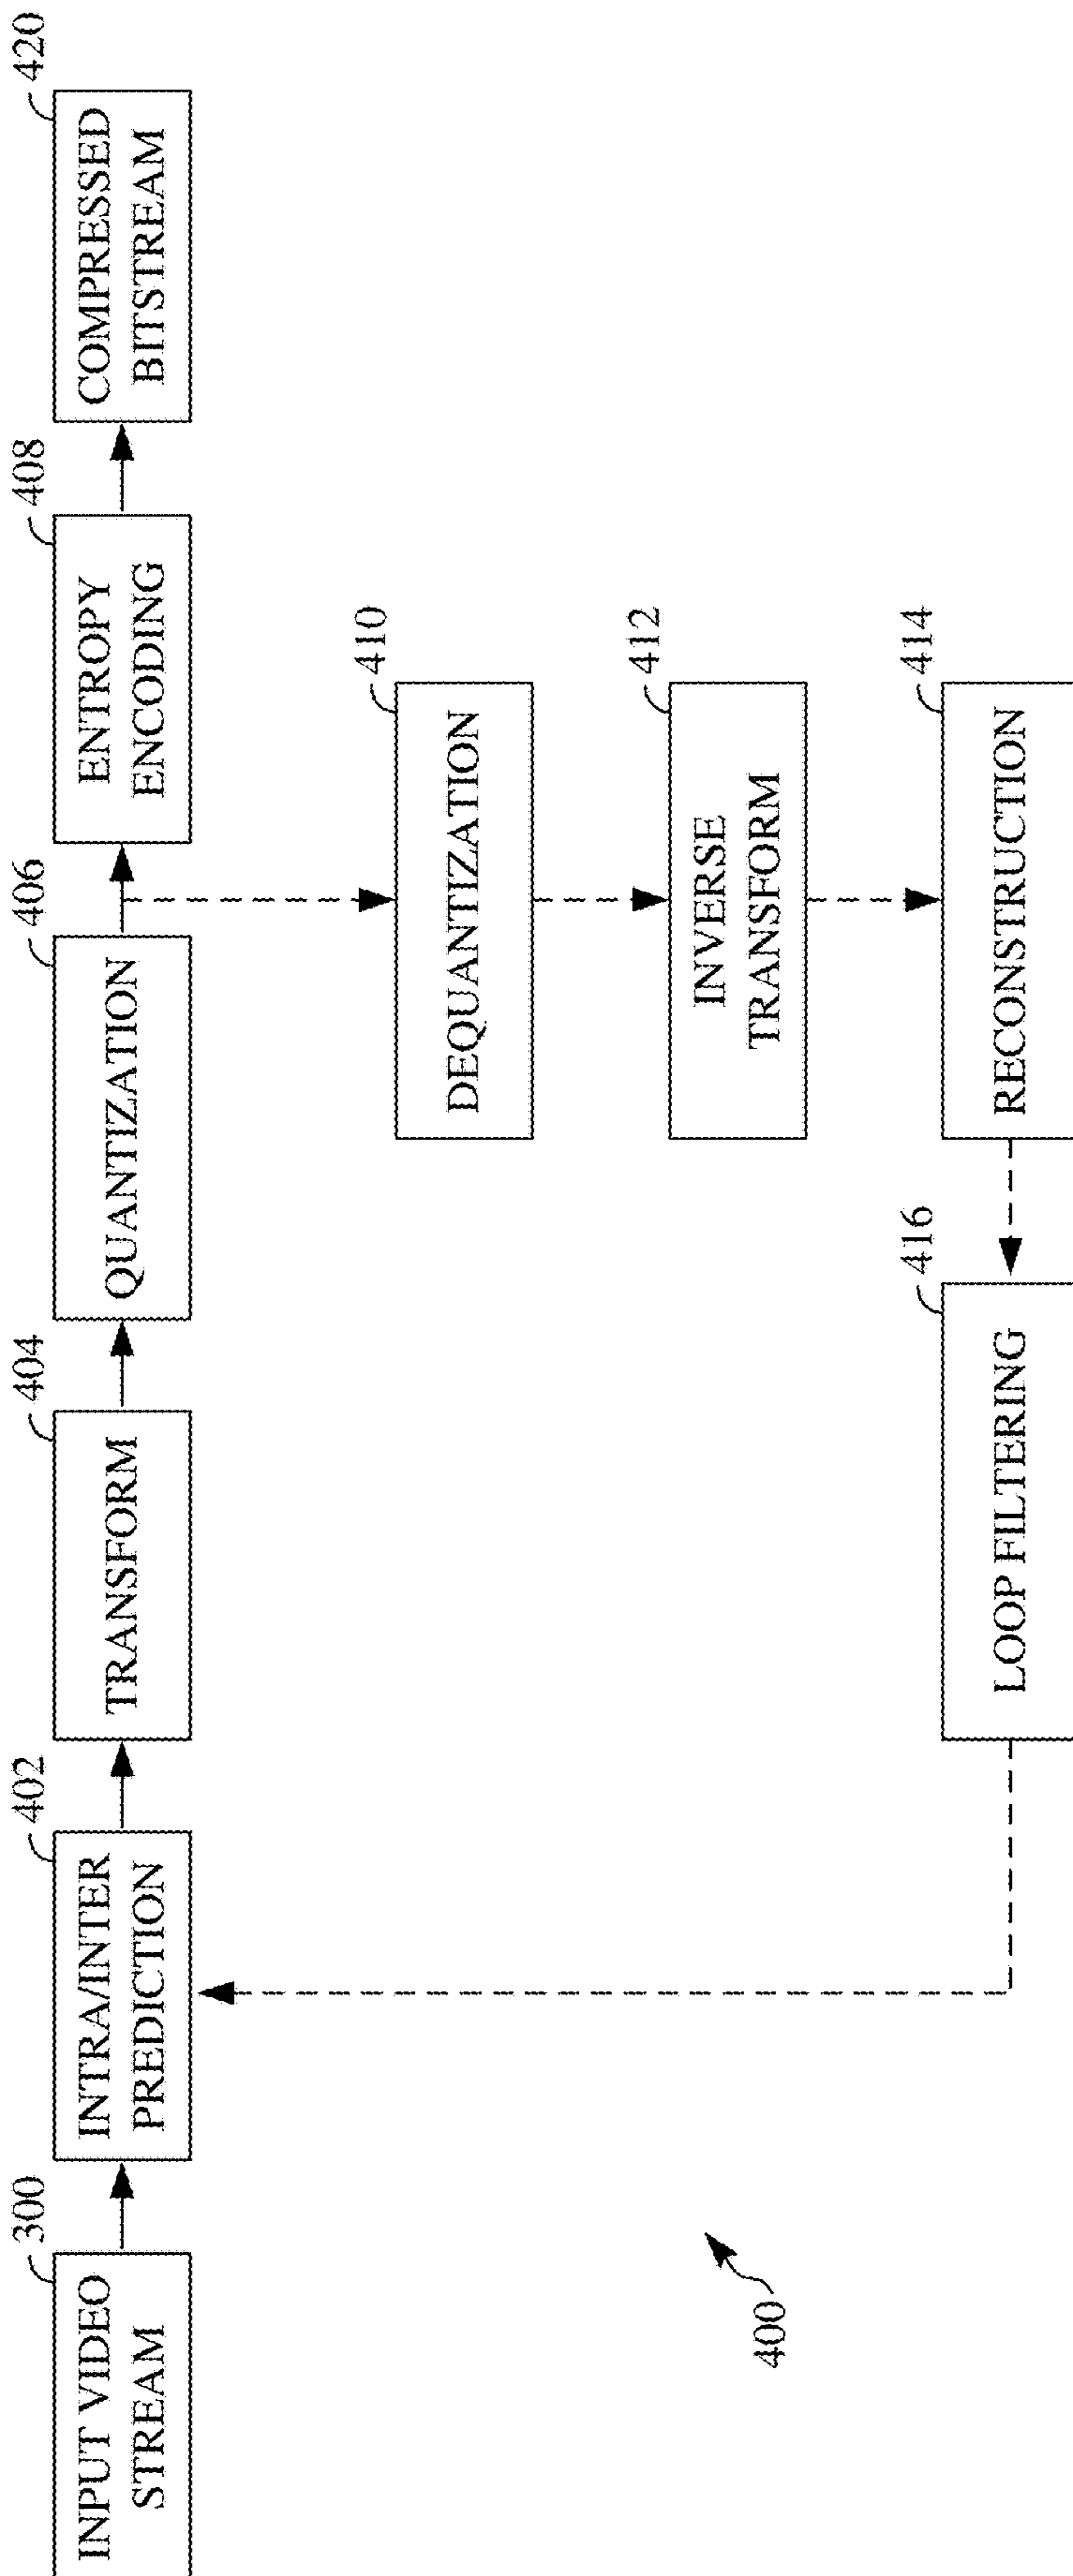 300
INPUT VIDEO
STREAM
402
INTRA/INTER
PREDICTION
404
TRANSFORM
406
QUANTIZATION
408
ENTROPY
ENCODING
420
COMPRESSED
BITSTREAM
410
DEQUANTIZATION
412
INVERSE
TRANSFORM
416
LOOP FILTERING
414
RECONSTRUCTION
400